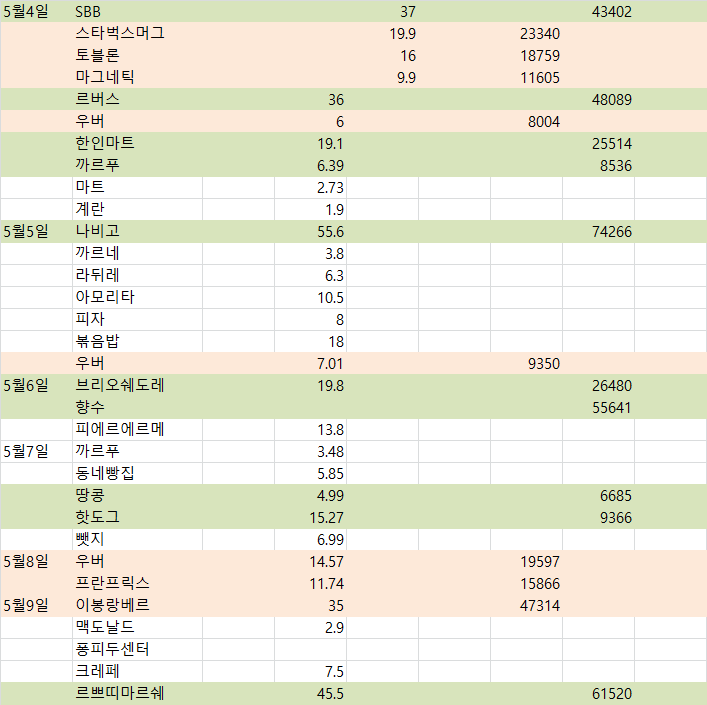 5월4일 SBB 37 43402
스타벅스머그 19.9 23340
토블론 16 18759
마그네틱 9.9 11605
르버스 36 48089
우버 6 8004
한인마트 19.1 25514
까르푸 6.39 8536
마트 2.73
계란 1.9
5월5일 나비고 55.6 74266
까르네 3.8
라뒤레 6.3
아모리타 10.5
피자 8
볶음밥 18
우버 7.01 9350
5월6일 브리오쉐도레 19.8 26480
향수 55641
피에르에르메 13.8
5월7일 까르푸 3.48
동네빵집 5.85
땅콩 4.99 6685
핫도그 15.27 9366
뺏지 6.99
5월8일 우버 14.57 19597
프란프릭스 11.74 15866
5월9일 이봉랑베르 35 47314
맥도날드 2.9
퐁피두센터
크레페 7.5
르쁘띠마르쉐 45.5 61520